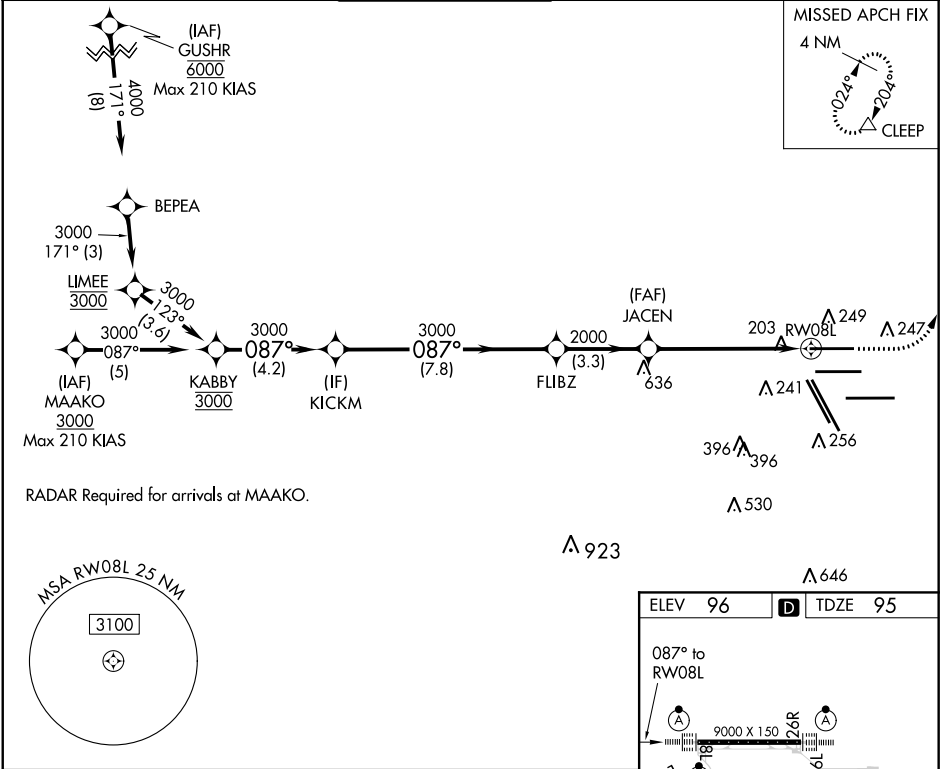 MISSED APCH FIX
4 NM
024°
204°
CLEEP
(IAF)
GUSHR
6000
Max 210 KIAS
4000
171°
(8)
BEPEA
3000
171° (3)
LIMEE
3000
3000
123°
(3.6)
(FAF)
JACEN
3000
087°
(5)
3000
087°
(4.2)
3000
087°
(7.8)
2000
(3.3)
203
RW08L
249
247
(IAF)
MAAKO
3000
Max 210 KIAS
KABBY
3000
(IF)
KICKM
FLIBZ
636
241
256
396
396
530
923
646
RADAR Required for arrivals at MAAKO.
MSA RW08L 25 NM
3100
ELEV 96
D
TDZE 95
087° to
RW08L
A
A
9000 X 150
26R